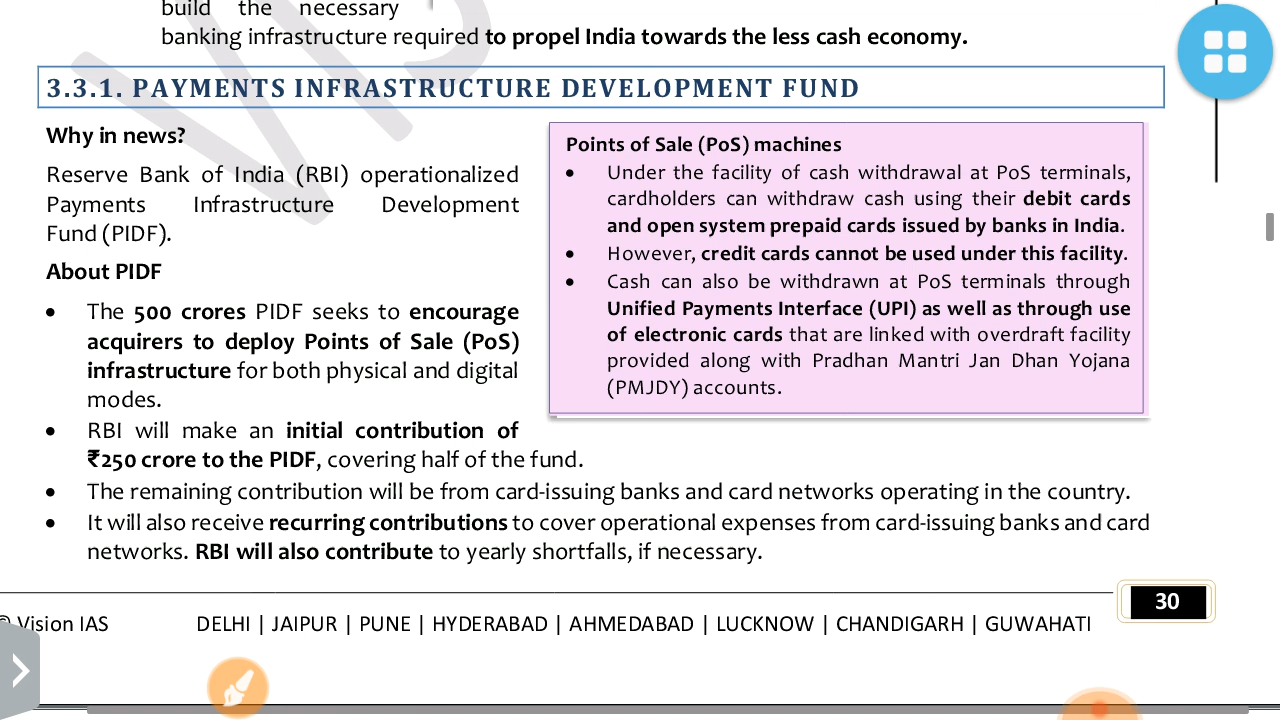 build the necessary
banking infrastructure required to propel India towards the less cash economy.
3.3.1. PAYMENTS INFRASTRUCTURE DEVELOPMENT FUND
Why in news?
Reserve Bank of India (RBI) operationalized
Payments Infrastructure Development
Fund (PIDF).
About PIDF
• The 500 crores PIDF seeks to encourage
acquirers to deploy Points of Sale (PoS)
infrastructure for both physical and digital
modes.
• RBI will make an initial contribution of
₹250 crore to the PIDF, covering half of the fund.
• The remaining contribution will be from card-issuing banks and card networks operating in the country.
• It will also receive recurring contributions to cover operational expenses from card-issuing banks and card
networks. RBI will also contribute to yearly shortfalls, if necessary.
Points of Sale (PoS) machines
• Under the facility of cash withdrawal at PoS terminals,
cardholders can withdraw cash using their debit cards
and open system prepaid cards issued by banks in India.
• However, credit cards cannot be used under this facility.
• Cash can also be withdrawn at PoS terminals through
Unified Payments Interface (UPI) as well as through use
of electronic cards that are linked with overdraft facility
provided along with Pradhan Mantri Jan Dhan Yojana
(PMJDY) accounts.
30
© Vision IAS
DELHI | JAIPUR | PUNE | HYDERABAD | AHMEDABAD | LUCKNOW | CHANDIGARH | GUWAHATI